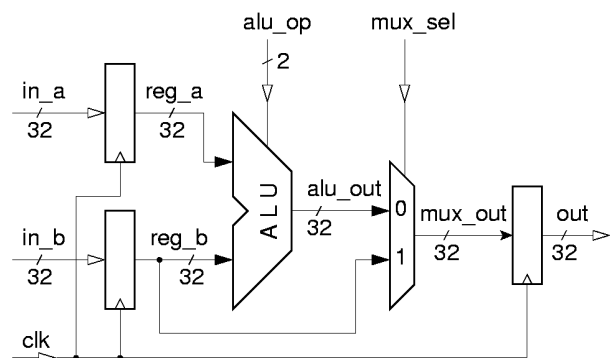 alu_op
mux_sel
2
in_a
reg_a
32
32
ALU
alu_out
32
0
1
mux_out
32
out
32
in_b
reg_b
32
32
clk